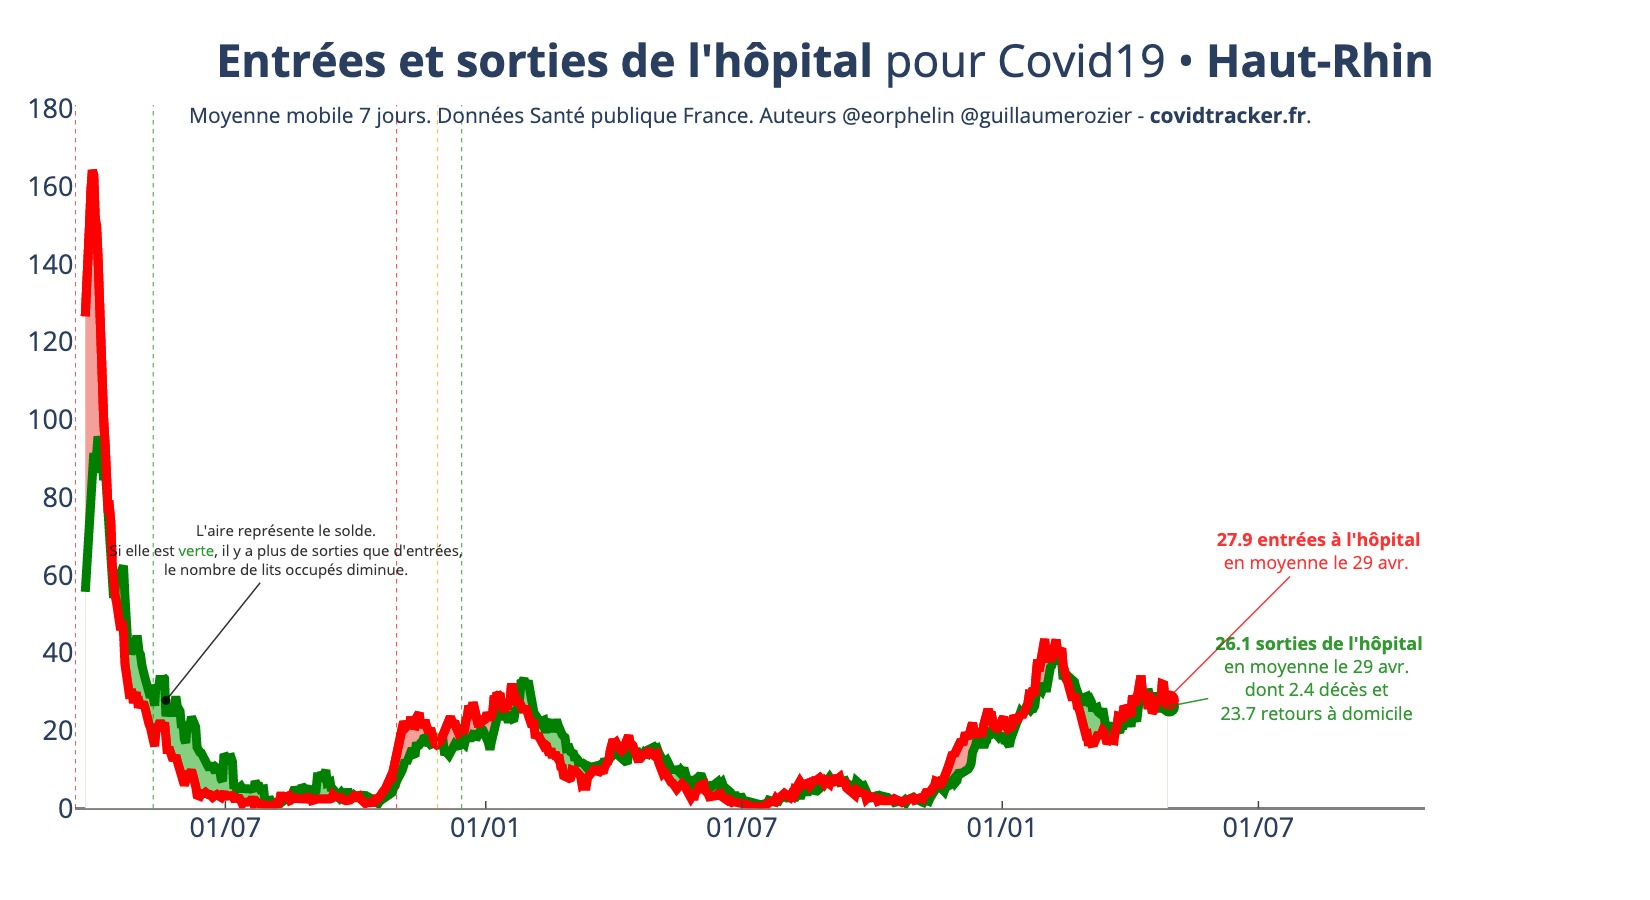 Entrées et sorties de l'hôpital pour Covid19 • Haut-Rhin
Moyenne mobile 7 jours. Données Santé publique France. Auteurs @eorphelin @guillaumerozier - covidtracker.fr.
180
160
140
120
100
80
60
40
20
0
L'aire représente le solde.
Si elle est verte, il y a plus de sorties que d'entrées,
le nombre de lits occupés diminue.
27.9 entrées à l'hôpital
en moyenne le 29 avr.
26.1 sorties de l'hôpital
en moyenne le 29 avr.
dont 2.4 décès et
23.7 retours à domicile
01/07
01/01
01/07
01/01
01/07